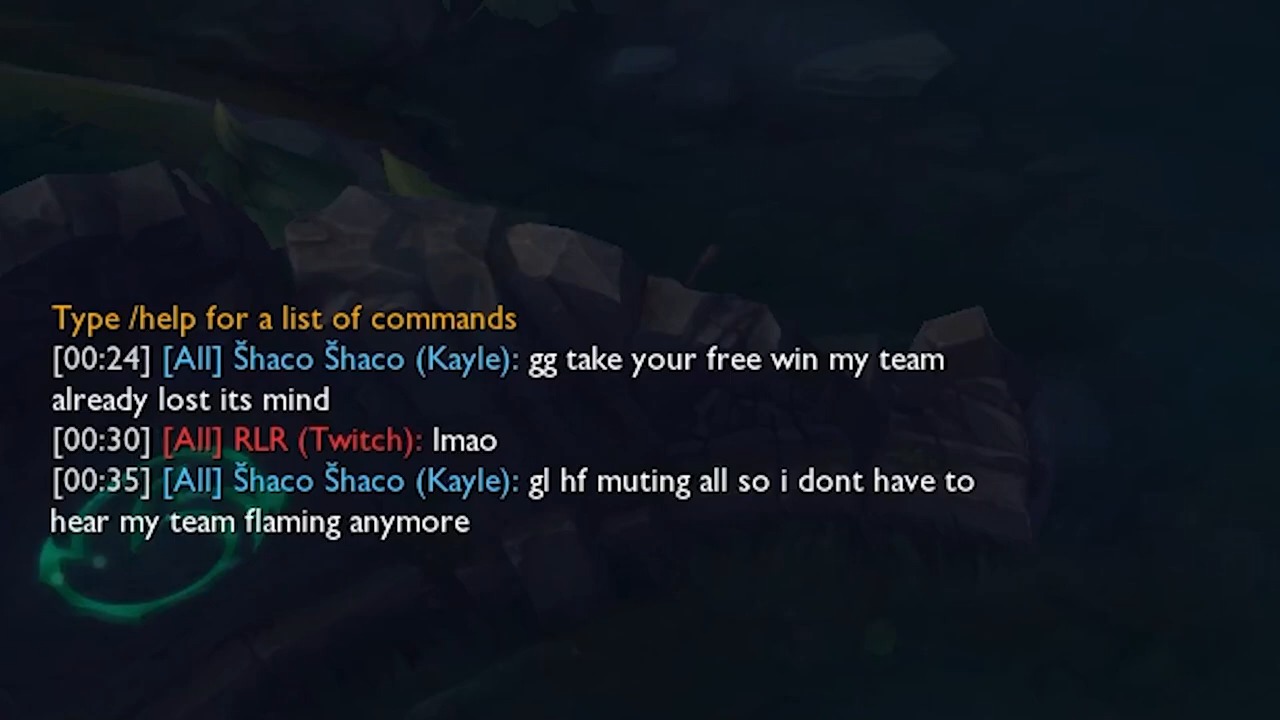 Type /help for a list of commands
[00:24] [All] Šhaco Šhaco (Kayle): gg take your free win my team
already lost its mind
[00:30] [All] RLR (Twitch): lmao
[00:35] [All] Šhaco Šhaco (Kayle): gl hf muting all so i dont have to
hear my team flaming anymore